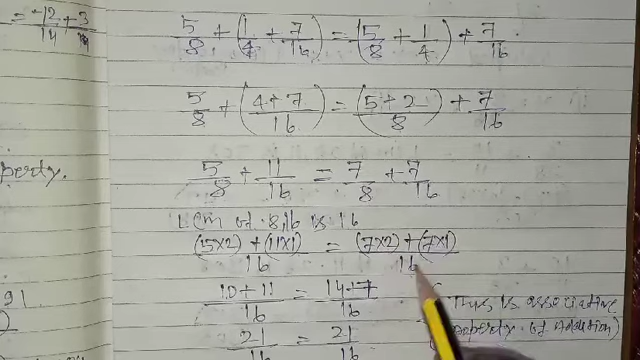 = -12/14 + 3/14
5/8 + (1/4 + 7/16) = (5/8 + 1/4) + 7/16
5/8 + (4+7/16) = (5+2/8) + 7/16
perty.
5/8 + 11/16 = 7/8 + 7/16
LCM of 8,16 is 16
(5×2) + (11×1)/16 = (7×2) + (7×1)/16
10+11/16 = 14+7/16
91
This is associative
property of Addition)
21/16 = 21/16